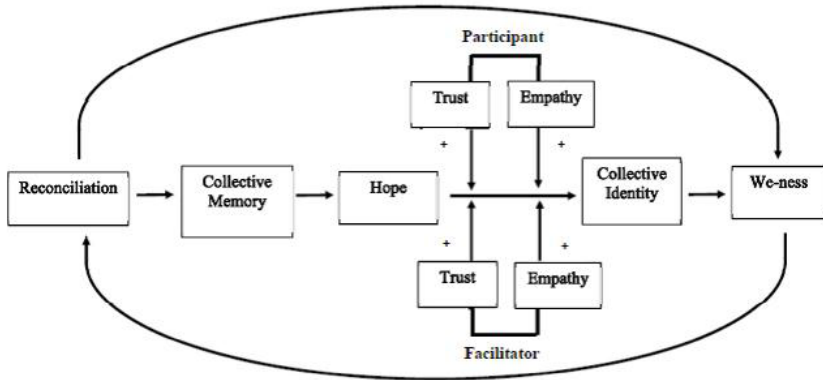 Participant
Trust
Empathy
+
+
Reconciliation
Collective
Memory
Hope
Collective
Identity
We-ness
+
+
Trust
Empathy
Facilitator